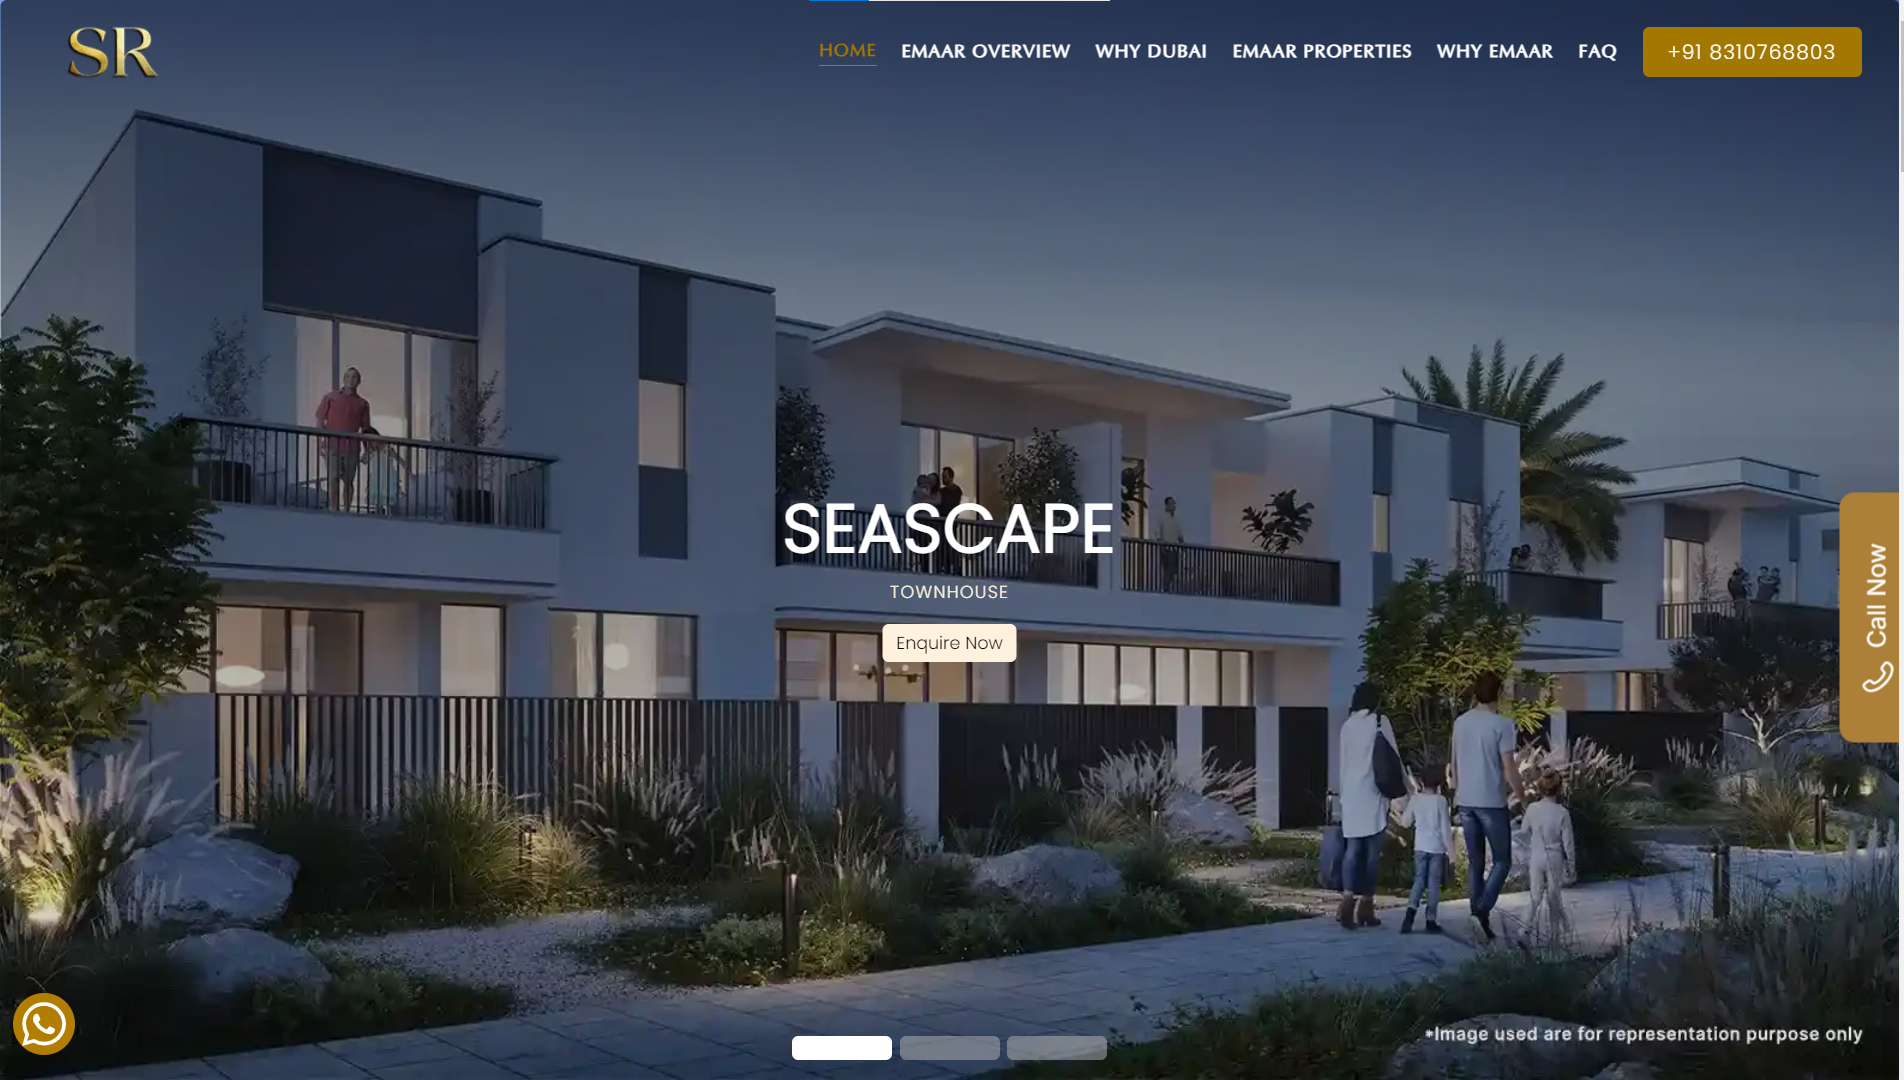 SR
HOME EMAAR OVERVIEW WHY DUBAI EMAAR PROPERTIES WHY EMAAR FAQ +91 8310768803
SEASCAPE
TOWNHOUSE
Enquire Now
Call Now
*Image used are for representation purpose only